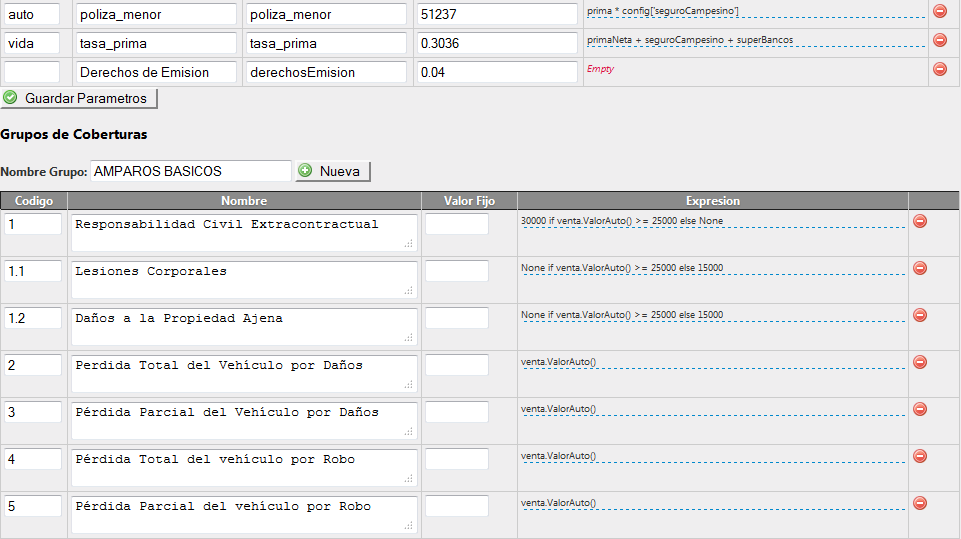 auto poliza_menor poliza_menor 51237 prima * config['seguroCampesino']
vida tasa_prima tasa_prima 0.3036 primaNeta + seguroCampesino + superBancos
Derechos de Emision derechosEmision 0.04 Empty
Guardar Parametros
Grupos de Coberturas
Nombre Grupo: AMPAROS BASICOS Nueva
Codigo Nombre Valor Fijo Expresion
1 Responsabilidad Civil Extracontractual 30000 if venta.ValorAuto() >= 25000 else None
1.1 Lesiones Corporales None if venta.ValorAuto() >= 25000 else 15000
1.2 Daños a la Propiedad Ajena None if venta.ValorAuto() >= 25000 else 15000
2 Perdida Total del Vehículo por Daños venta.ValorAuto()
3 Pérdida Parcial del Vehículo por Daños venta.ValorAuto()
4 Pérdida Total del vehículo por Robo venta.ValorAuto()
5 Pérdida Parcial del vehículo por Robo venta.ValorAuto()